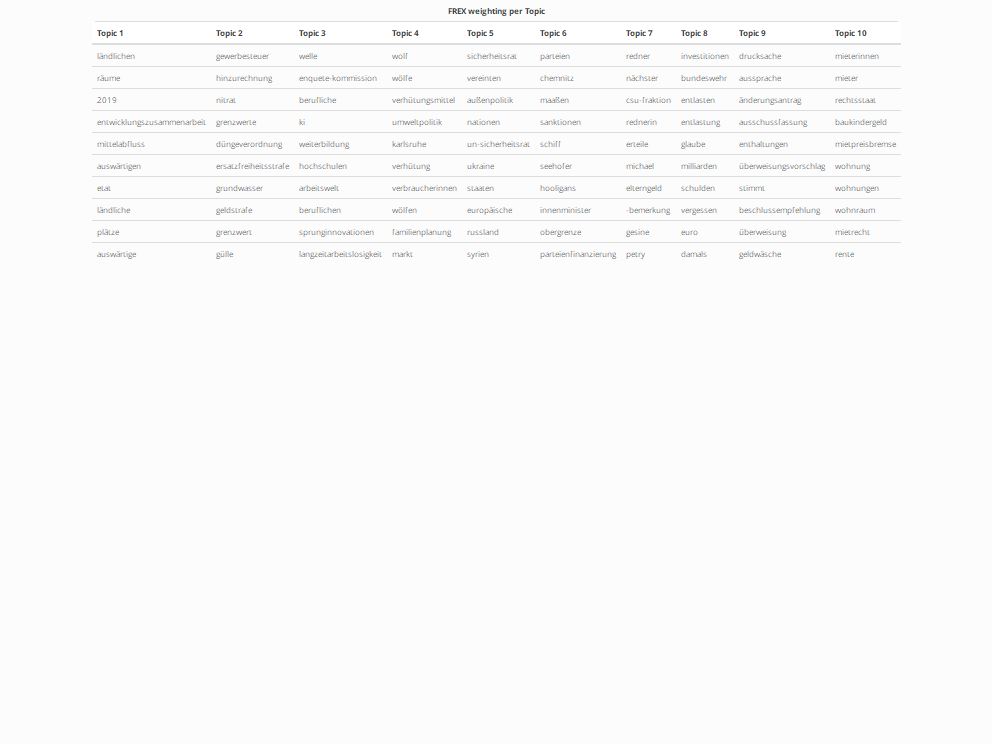 FREX weighting per Topic
Topic 1 Topic 2 Topic 3 Topic 4 Topic 5 Topic 6 Topic 7 Topic 8 Topic 9 Topic 10
ländlichen gewerbesteuer welle wolf sicherheitsrat parteien redner investitionen drucksache mieterinnen
räume hinzurechnung enquete-kommission wölfe vereinten chemnitz nächster bundeswehr aussprache mieter
2019 nitrat berufliche verhütungsmittel außenpolitik maaßen csu-fraktion entlasten änderungsantrag rechtsstaat
entwicklungszusammenarbeit grenzwerte ki umweltpolitik nationen sanktionen rednerin entlastung ausschussfassung baukindergeld
mittelabfluss düngeverordnung weiterbildung karlsruhe un-sicherheitsrat schiff erteile glaube enthaltungen mietpreisbremse
auswärtigen ersatzfreiheitsstrafe hochschulen verhütung ukraine seehofer michael milliarden überweisungsvorschlag wohnung
etat grundwasser arbeitswelt verbraucherinnen staaten hooligans elterngeld schulden stimmt wohnungen
ländliche geldstrafe beruflichen wölfen europäische innenminister -bemerkung vergessen beschlussempfehlung wohnraum
plätze grenzwert sprunginnovationen familienplanung russland obergrenze gesine euro überweisung mietrecht
auswärtige gülle langzeitarbeitslosigkeit markt syrien parteienfinanzierung petry damals geldwäsche rente